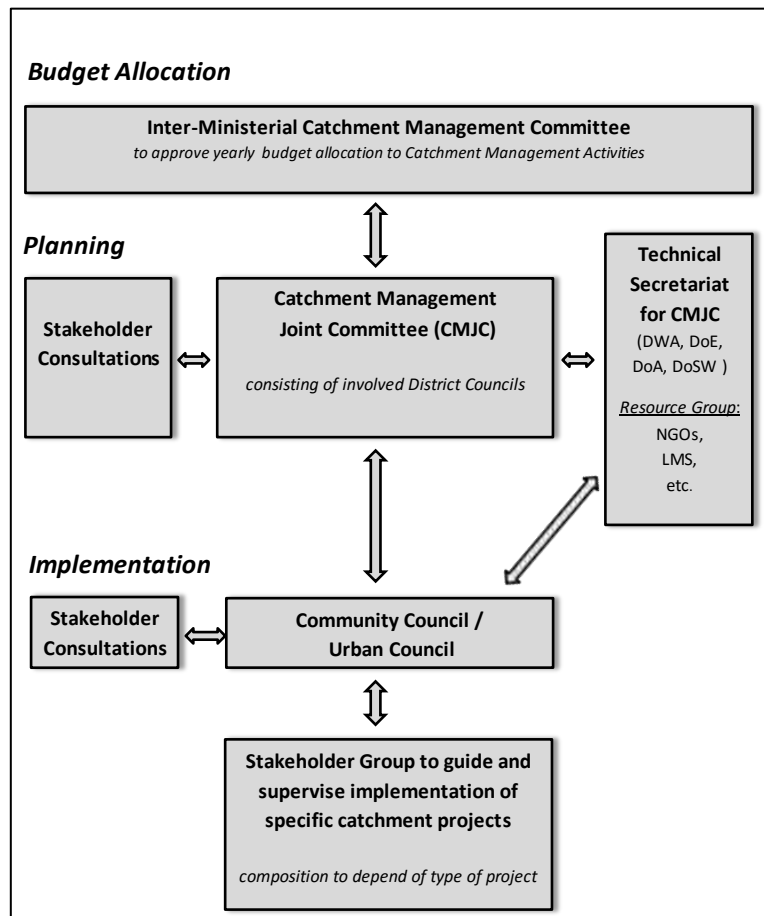 Budget Allocation
Inter-Ministerial Catchment Management Committee
to approve yearly budget allocation to Catchment Management Activities
Planning
Stakeholder
Consultations
Catchment Management
Joint Committee (CMJC)
consisting of involved District Councils
Technical
Secretariat
for CMJC
(DWA, DoE,
DoA, DoSW )
Resource Group:
NGOs,
LMS,
etc.
Implementation
Stakeholder
Consultations
Community Council /
Urban Council
Stakeholder Group to guide and
supervise implementation of
specific catchment projects
composition to depend of type of project